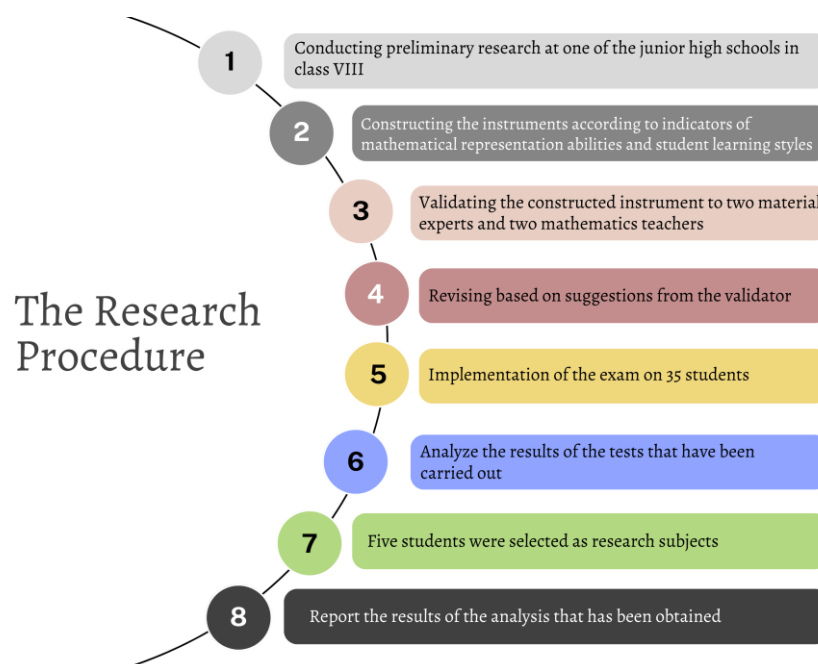 The Research
Procedure
1
Conducting preliminary research at one of the junior high schools in
class VIII
2
Constructing the instruments according to indicators of
mathematical representation abilities and student learning styles
3
Validating the constructed instrument to two material
experts and two mathematics teachers
4
Revising based on suggestions from the validator
5
Implementation of the exam on 35 students
6
Analyze the results of the tests that have been
carried out
7
Five students were selected as research subjects
8
Report the results of the analysis that has been obtained